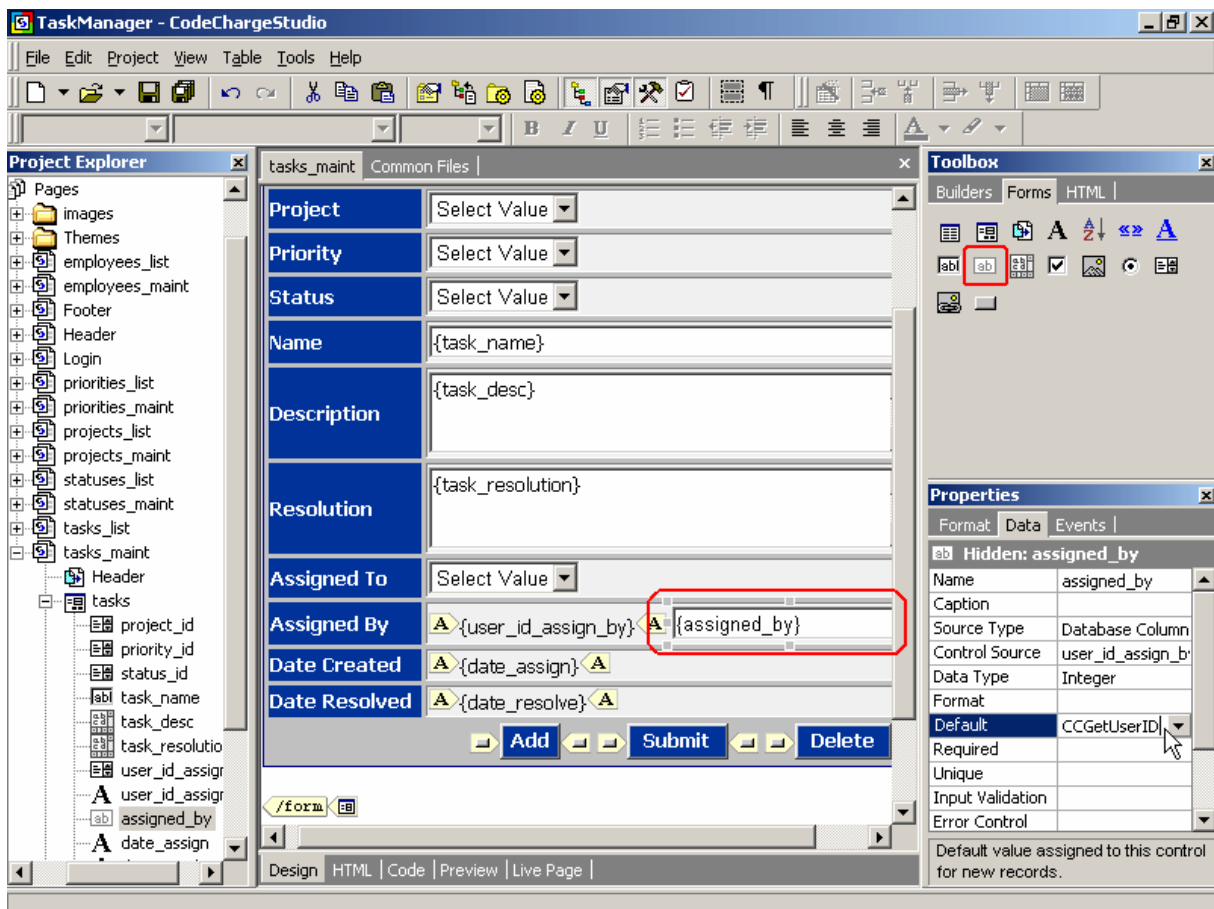 TaskManager - CodeChargeStudio
File Edit Project View Table Tools Help
B I U A
Project Explorer
Pages
images
Themes
employees_list
employees_maint
Footer
Header
Login
priorities_list
priorities_maint
projects_list
projects_maint
statuses_list
statuses_maint
tasks_list
tasks_maint
Header
tasks
project_id
priority_id
status_id
task_name
task_desc
task_resolutio
user_id_assigr
user_id_assigr
assigned_by
date_assign
tasks_maint Common Files
Project Select Value
Priority Select Value
Status Select Value
Name {task_name}
Description {task_desc}
Resolution {task_resolution}
Assigned To Select Value
Assigned By A {user_id_assign_by} A {assigned_by}
Date Created A {date_assign} A
Date Resolved A {date_resolve} A
Add Submit Delete
/form
Design HTML Code Preview Live Page
Toolbox
Builders Forms HTML
Properties
Format Data Events
Hidden: assigned_by
Name assigned_by
Caption
Source Type Database Column
Control Source user_id_assign_b
Data Type Integer
Format
Default CCGetUserID
Required
Unique
Input Validation
Error Control
Default value assigned to this control
for new records.